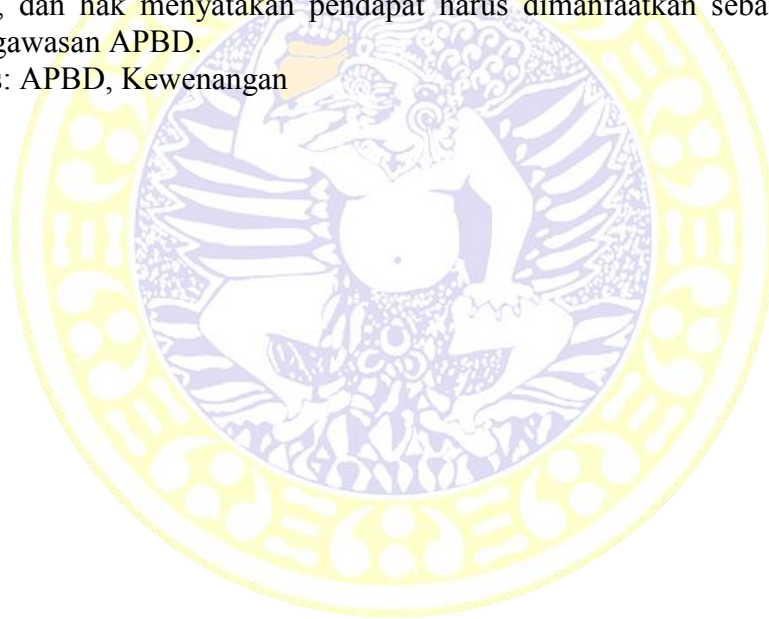 , dan hak menyatakan pendapat harus dimanfaatkan seba
gawasan APBD.
s: APBD, Kewenangan